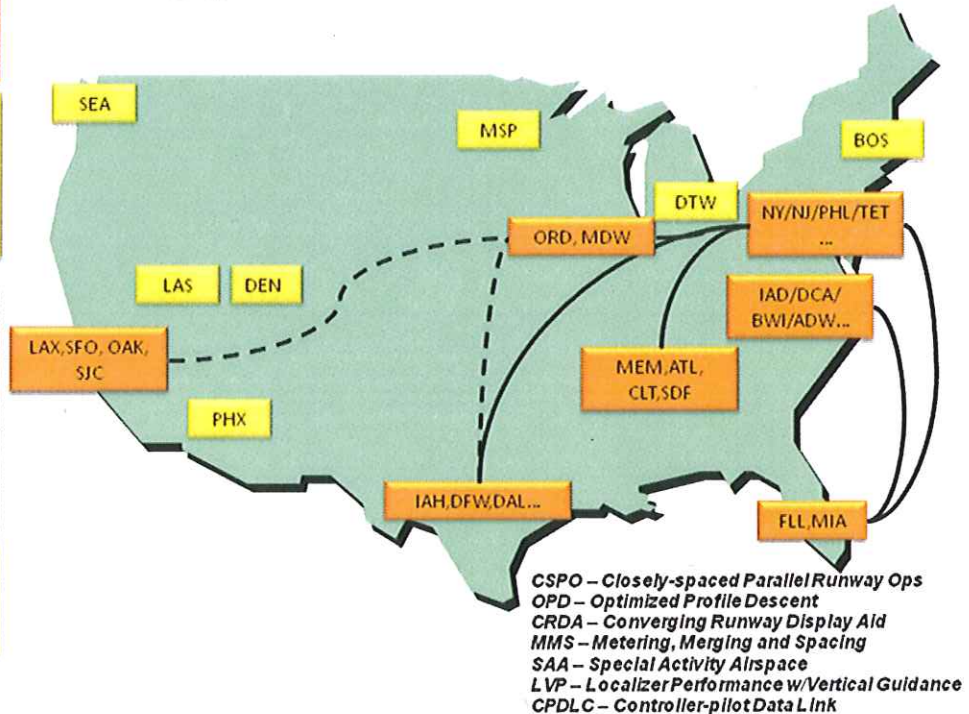 SEA
MSP
BOS
DTW
NY/NJ/PHL/TET
...
ORD, MDW
LAS
DEN
IAD/DCA/
BWI/ADW...
LAX,SFO, OAK,
SJC
MEM,ATL,
CLT,SDF
PHX
IAH,DFW,DAL...
FLL,MIA
CSPO – Closely-spaced Parallel Runway Ops
OPD – Optimized Profile Descent
CRDA – Converging Runway Display Aid
MMS – Metering, Merging and Spacing
SAA – Special Activity Airspace
LVP – Localizer Performance w/Vertical Guidance
CPDLC – Controller-pilot Data Link